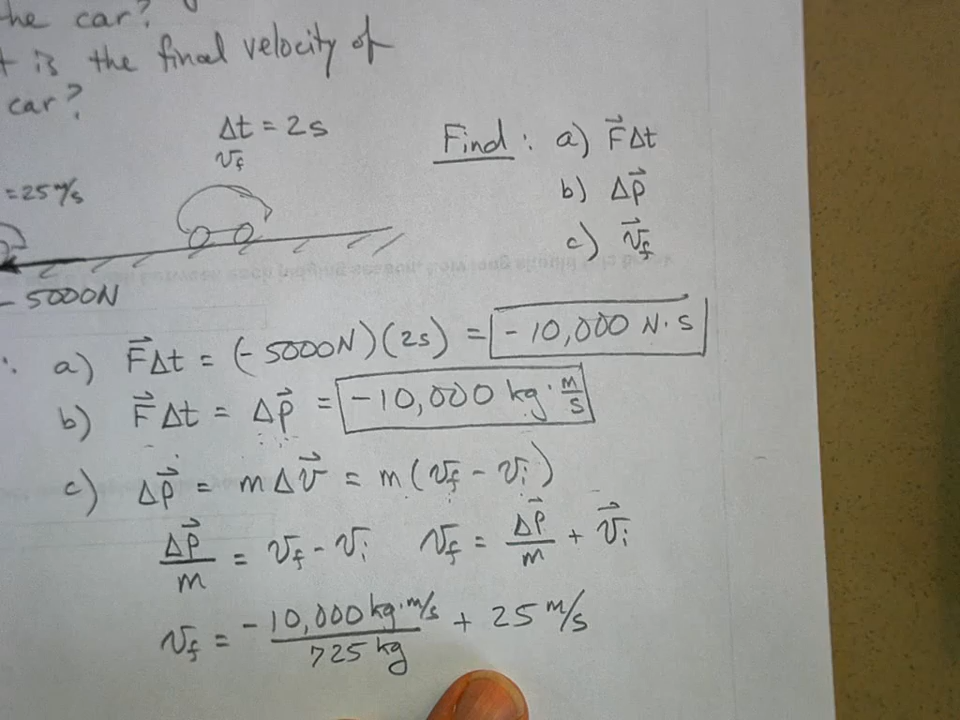 the car?
t is the final velocity of
car?
Δt = 2s
v_f
= 25 m/s
Find: a) F⃗Δt
b) Δp⃗
c) v⃗_f
- 5000N
: a) F⃗Δt = (- 5000N)(2s) = - 10,000 N·s
b) F⃗Δt = Δp⃗ = - 10,000 kg · m/s
c) Δp⃗ = mΔv⃗ = m(v_f - v_i)
Δp⃗/m = v_f - v_i v_f = Δp⃗/m + v⃗_i
v_f = - 10,000 kg·m/s / 725 kg + 25 m/s